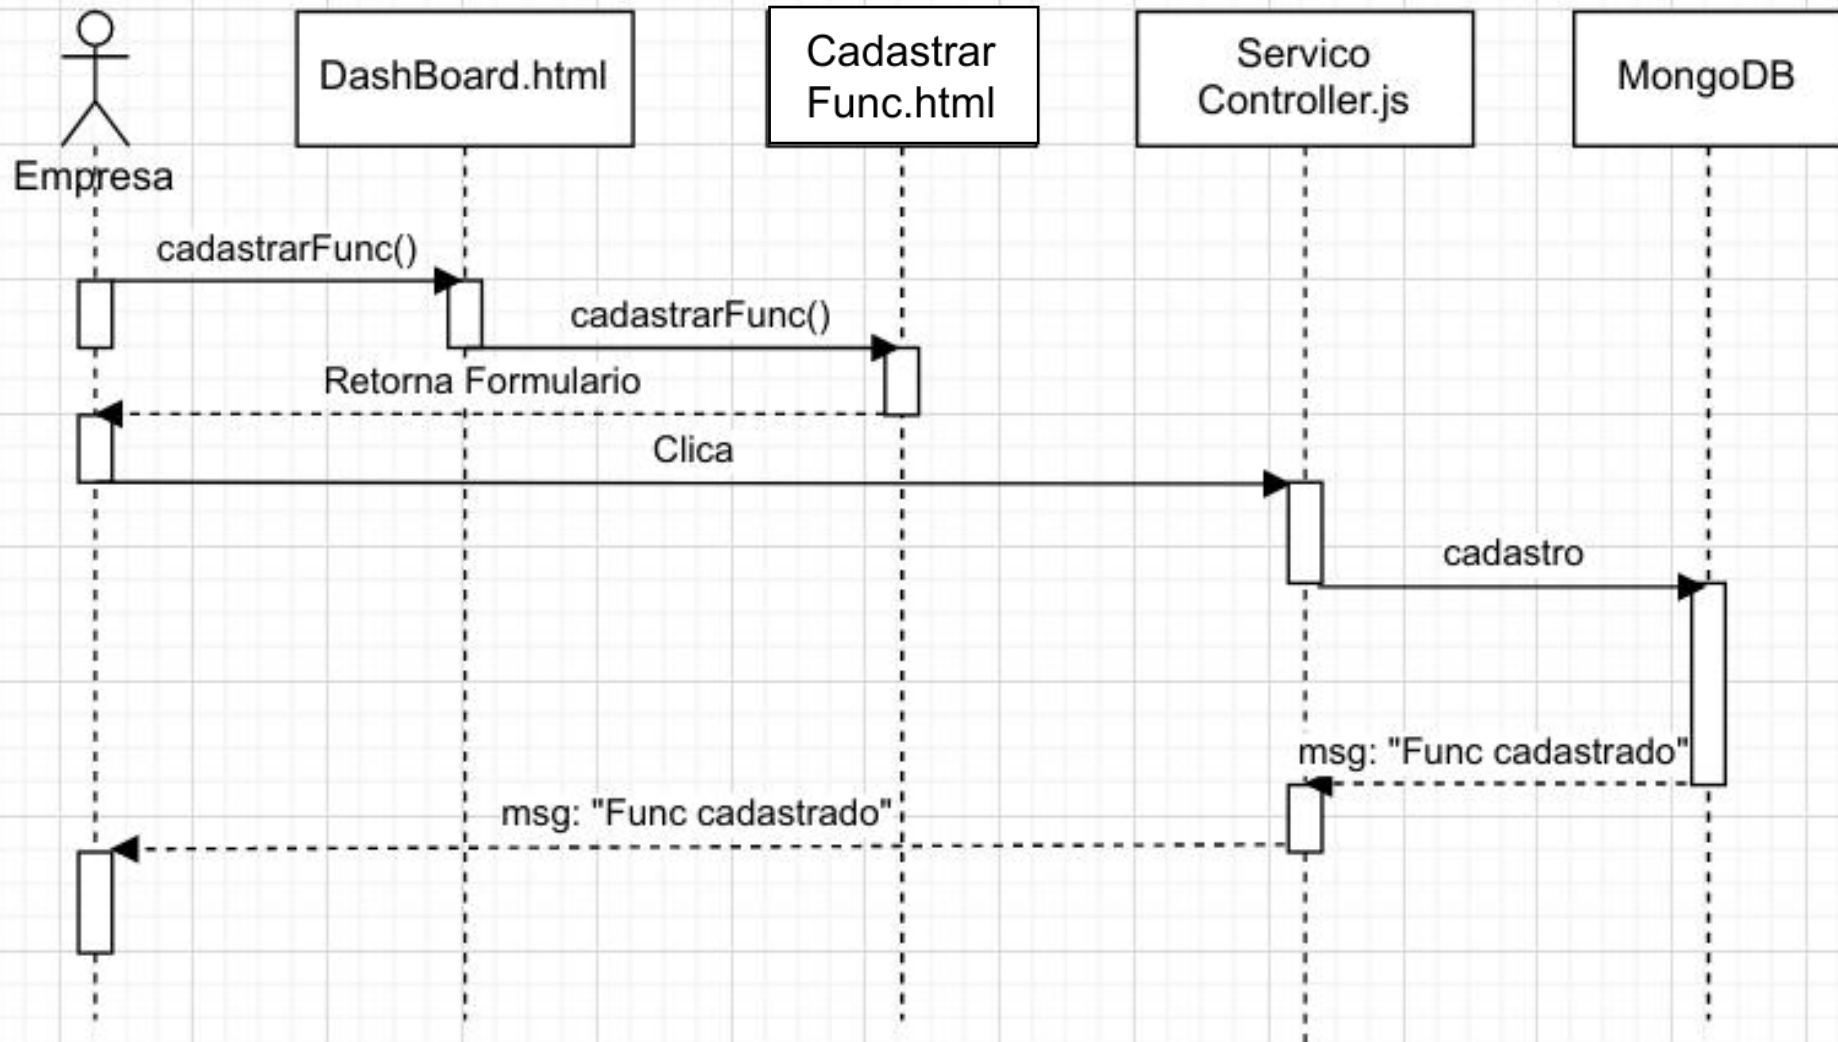 DashBoard.html
Cadastrar
Func.html
Servico
Controller.js
MongoDB
Empresa
cadastrarFunc()
cadastrarFunc()
Retorna Formulario
Clica
cadastro
msg: "Func cadastrado"
msg: "Func cadastrado"